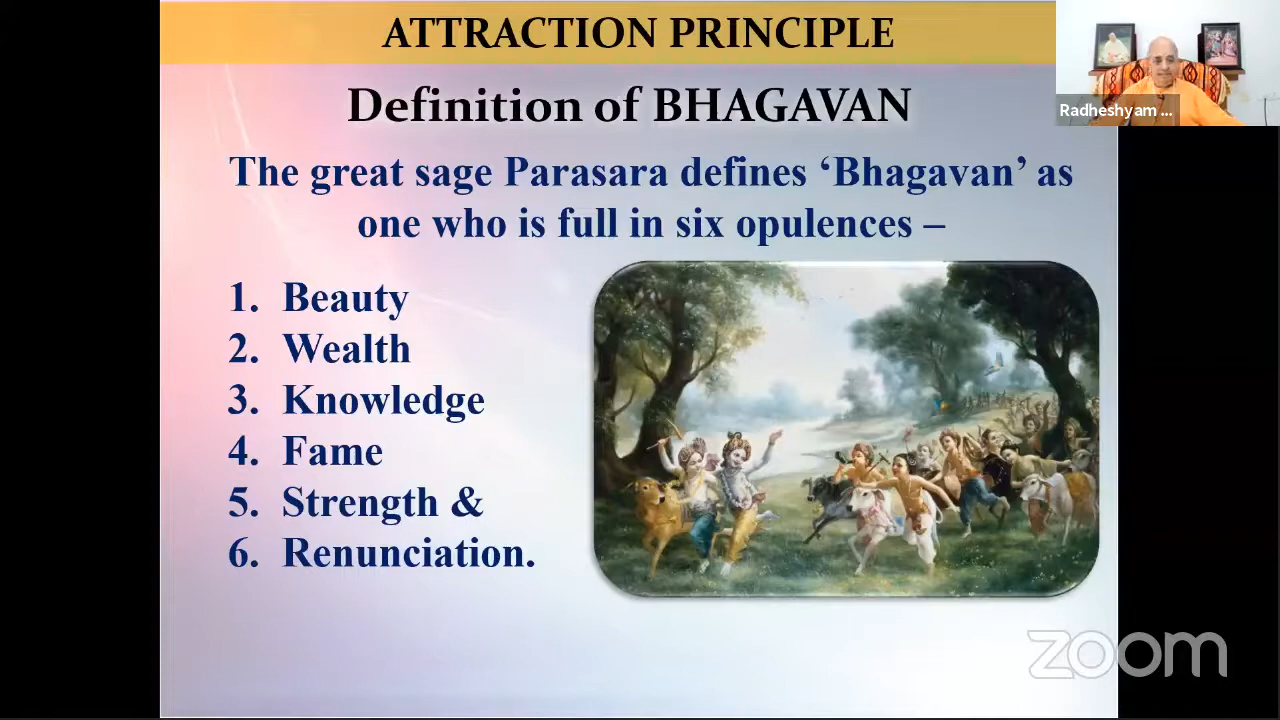 ATTRACTION PRINCIPLE
Definition of BHAGAVAN
The great sage Parasara defines ‘Bhagavan’ as
one who is full in six opulences –
1. Beauty
2. Wealth
3. Knowledge
4. Fame
5. Strength &
6. Renunciation.
Radheshyam ...
zoom